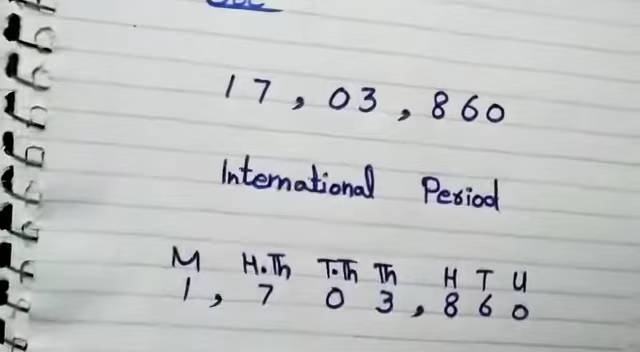 17, 03, 860
International Period
M H.Th T.Th Th H T U
1, 7 0 3, 8 6 0